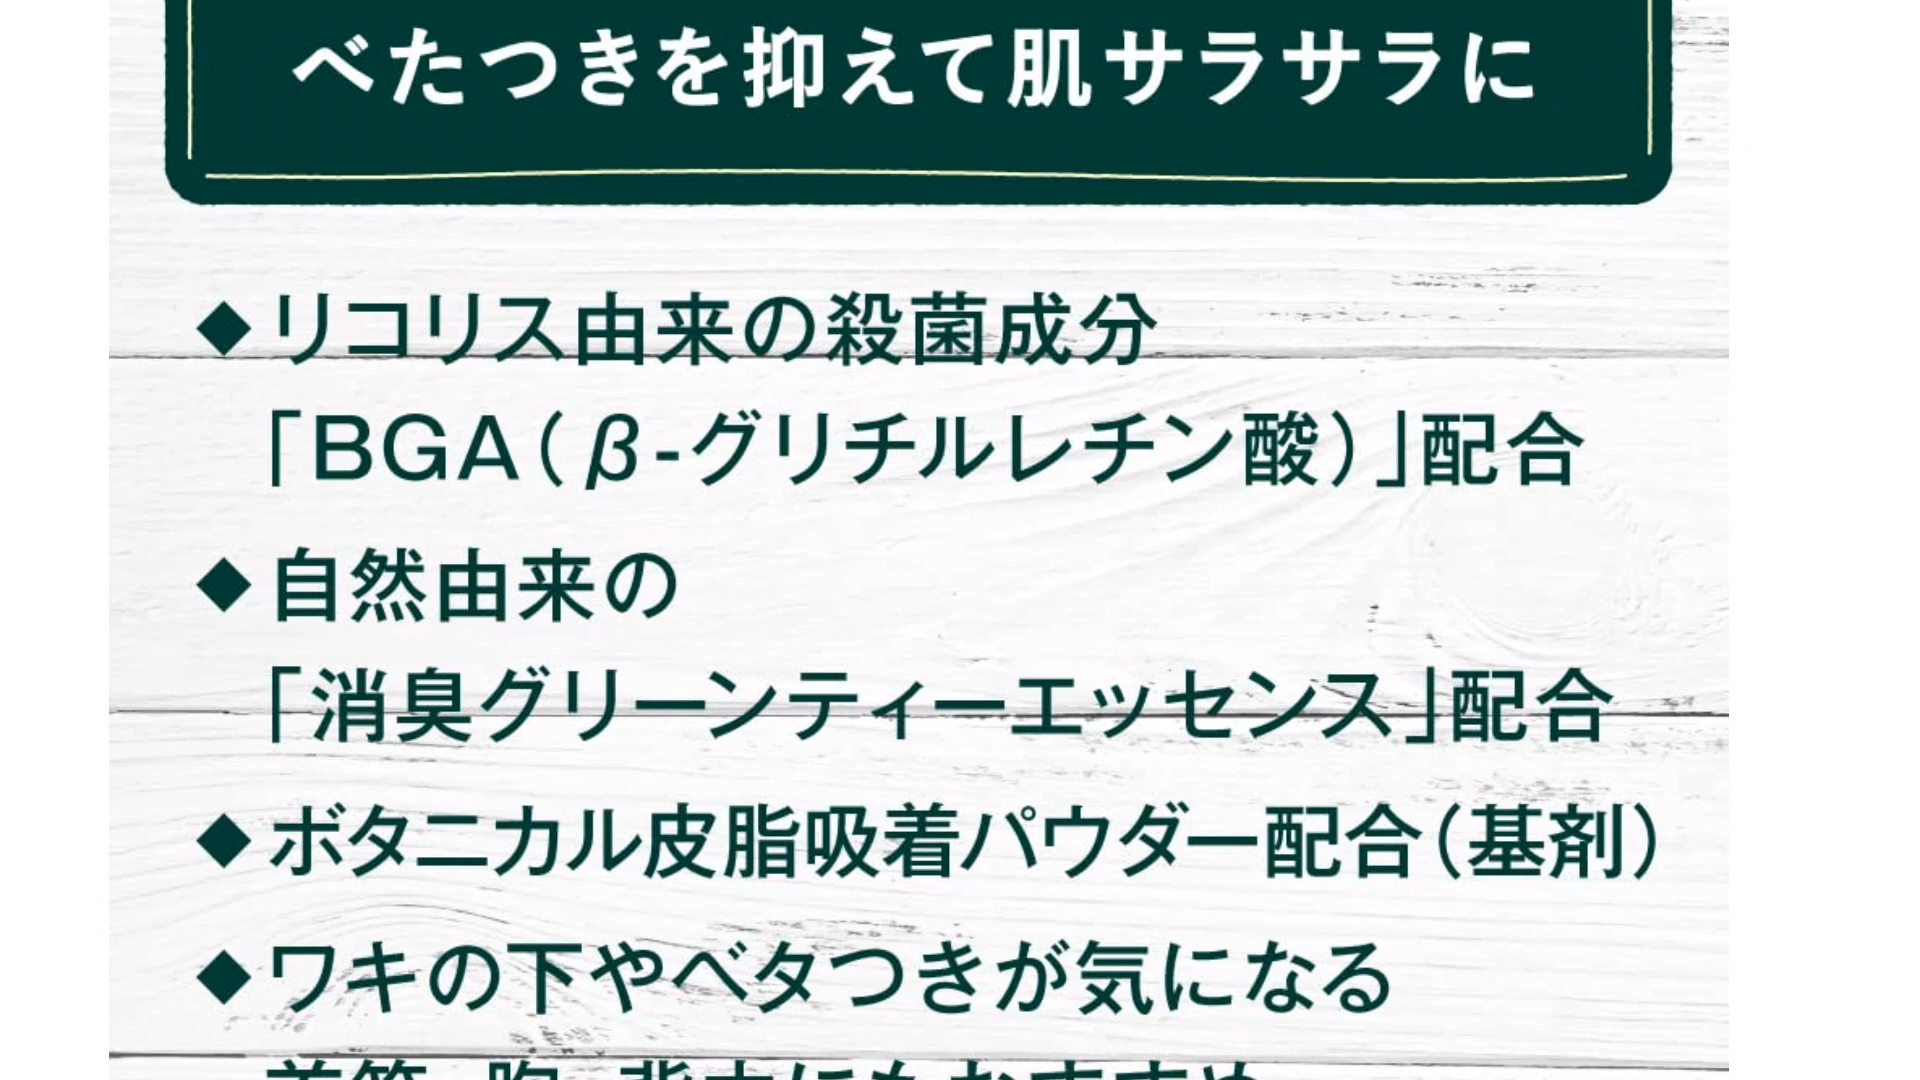 べたつきを抑えて肌サラサラに
◆リコリス由来の殺菌成分
「BGA(β-グリチルレチン酸)」配合
◆自然由来の
「消臭グリーンティーエッセンス」配合
◆ボタニカル皮脂吸着パウダー配合(基剤)
◆ワキの下やベタつきが気になる